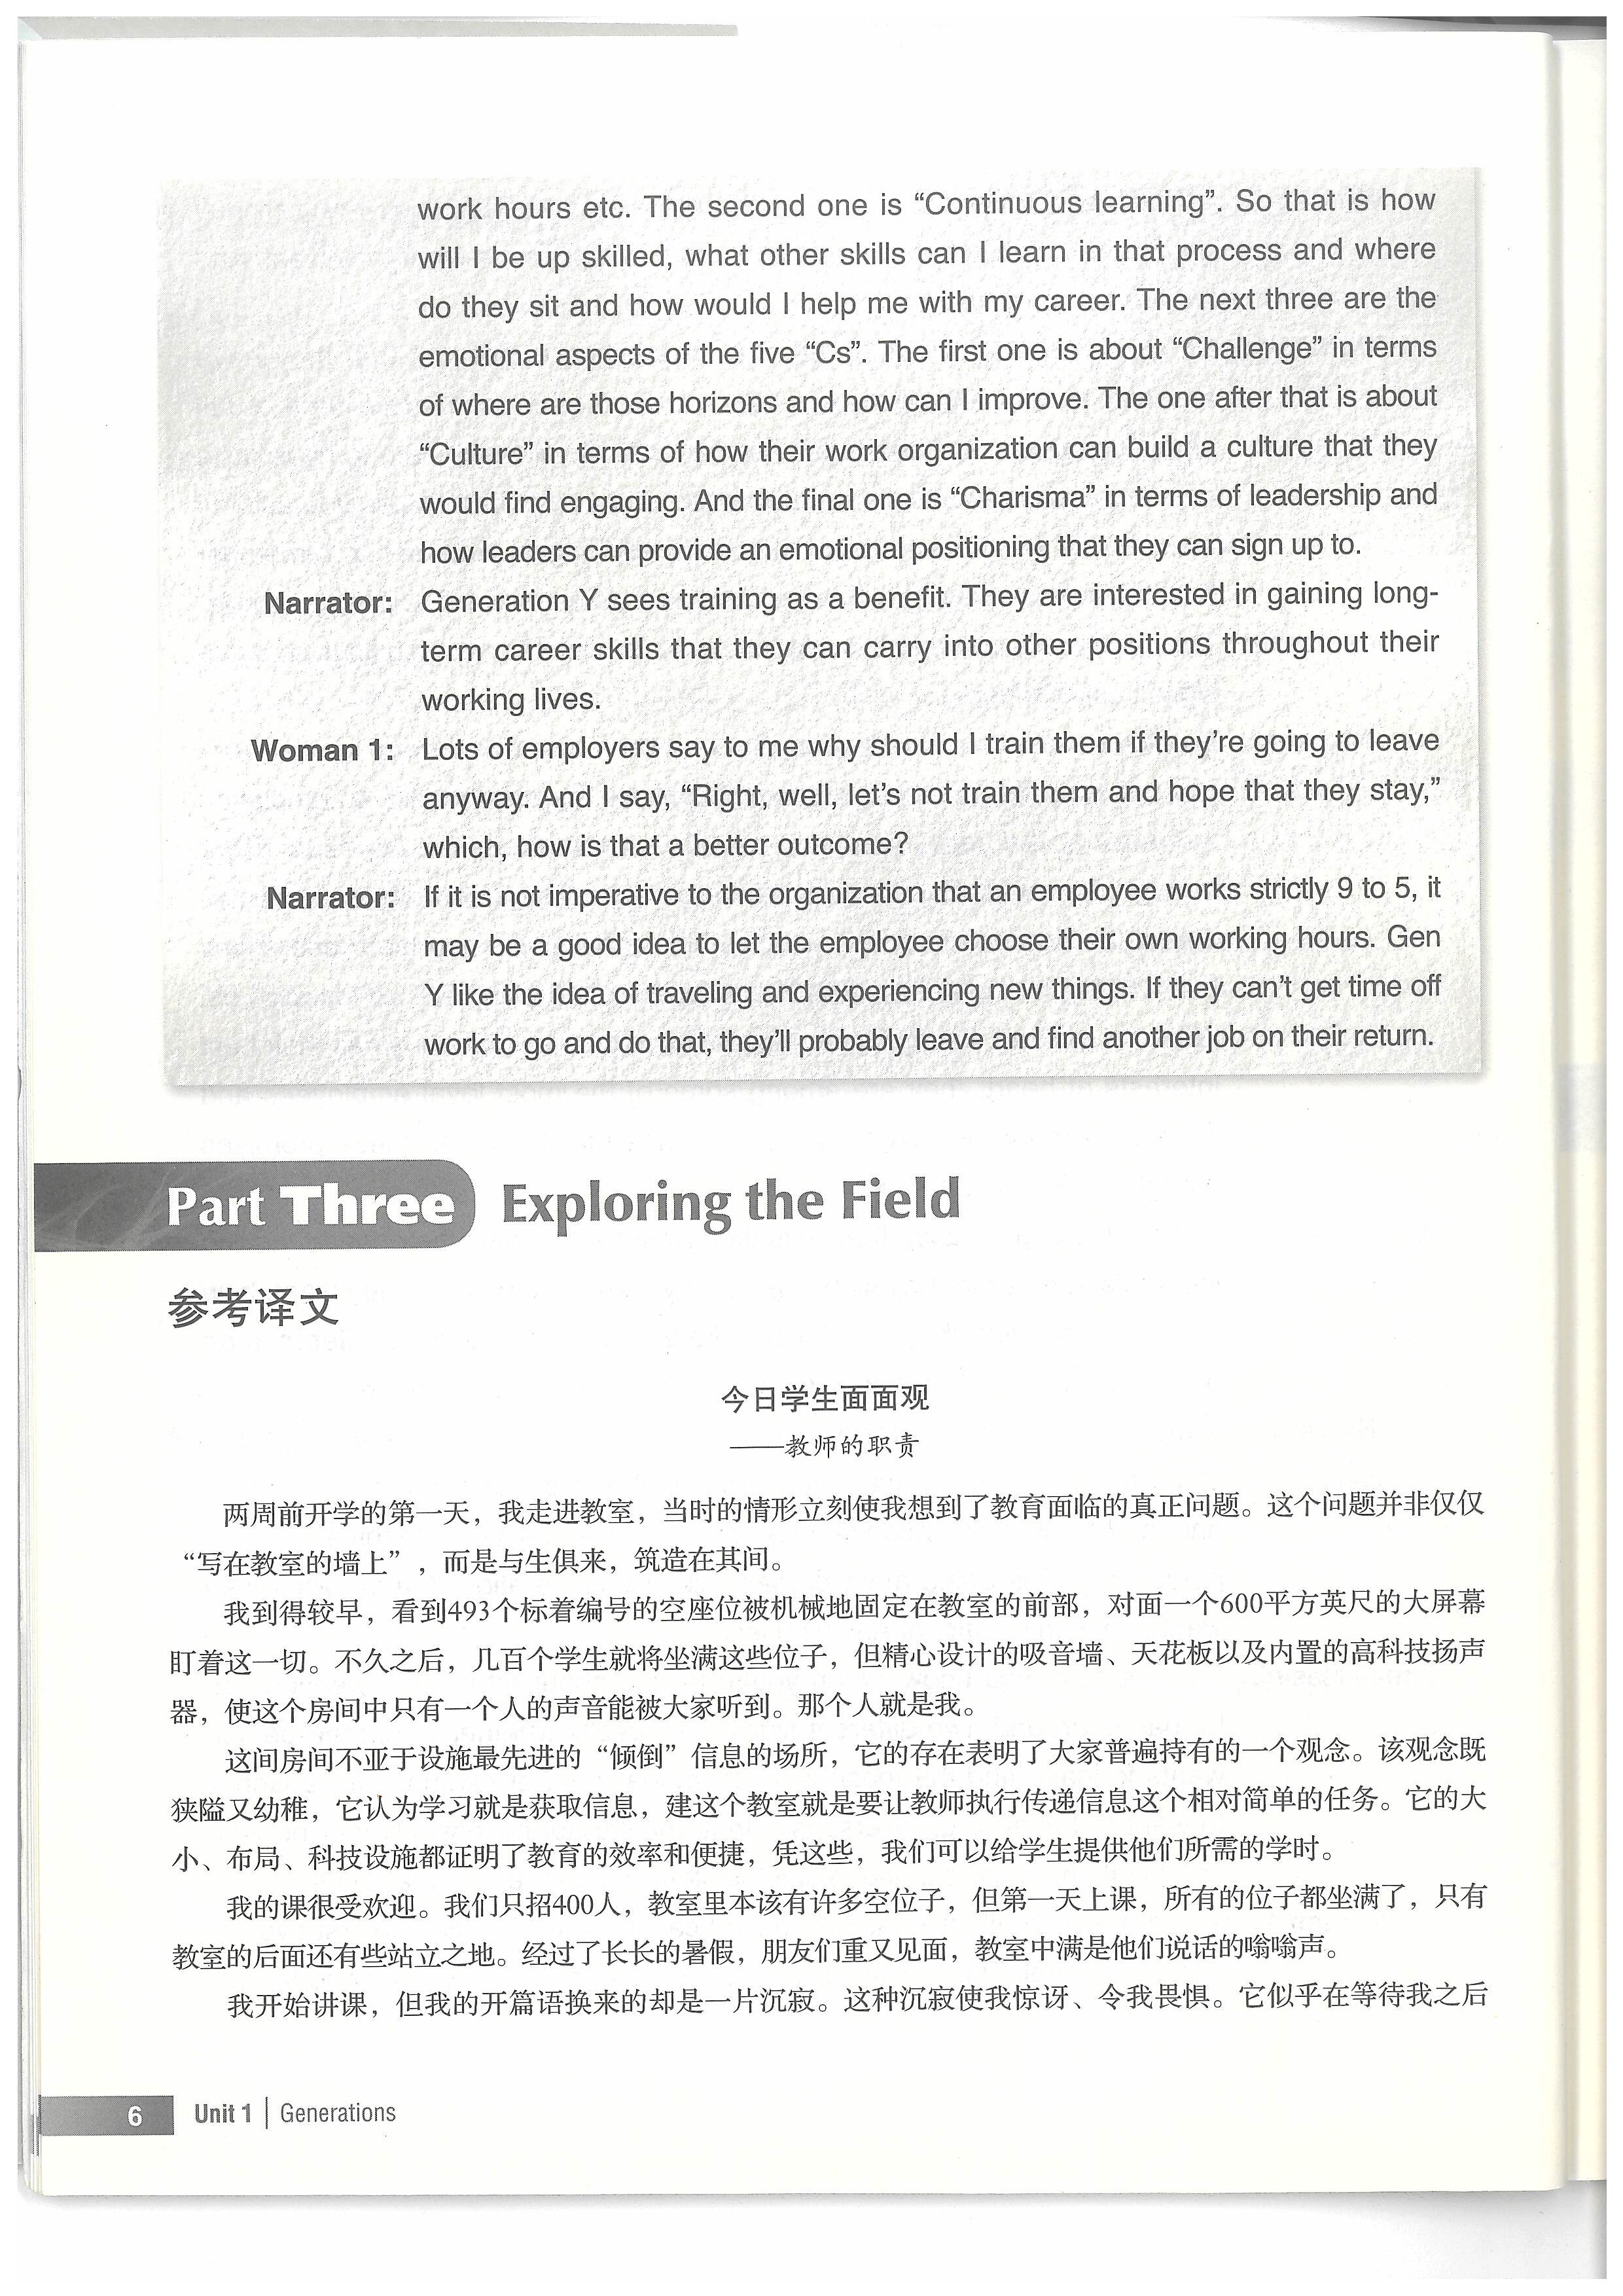 work hours etc. The second one is “Continuous learning”. So that is how
will I be up skilled, what other skills can I learn in that process and where
do they sit and how would I help me with my career. The next three are the
emotional aspects of the five “Cs”. The first one is about “Challenge” in terms
of where are those horizons and how can I improve. The one after that is about
“Culture” in terms of how their work organization can build a culture that they
would find engaging. And the final one is “Charisma” in terms of leadership and
how leaders can provide an emotional positioning that they can sign up to.
Narrator: Generation Y sees training as a benefit. They are interested in gaining long-
term career skills that they can carry into other positions throughout their
working lives.
Woman 1: Lots of employers say to me why should I train them if they’re going to leave
anyway. And I say, “Right, well, let’s not train them and hope that they stay,”
which, how is that a better outcome?
Narrator: If it is not imperative to the organization that an employee works strictly 9 to 5, it
may be a good idea to let the employee choose their own working hours. Gen
Y like the idea of traveling and experiencing new things. If they can’t get time off
work to go and do that, they’ll probably leave and find another job on their return.
Part Three Exploring the Field
参考译文
今日学生面面观
——教师的职责
两周前开学的第一天，我走进教室，当时的情形立刻使我想到了教育面临的真正问题。这个问题并非仅仅
“写在教室的墙上”，而是与生俱来，筑造在其间。
我到得较早，看到493个标着编号的空座位被机械地固定在教室的前部，对面一个600平方英尺的大屏幕
盯着这一切。不久之后，几百个学生就将坐满这些位子，但精心设计的吸音墙、天花板以及内置的高科技扬声
器，使这个房间中只有一个人的声音能被大家听到。那个人就是我。
这间房间不亚于设施最先进的“倾倒”信息的场所，它的存在表明了大家普遍持有的一个观念。该观念既
狭隘又幼稚，它认为学习就是获取信息，建这个教室就是要让教师执行传递信息这个相对简单的任务。它的大
小、布局、科技设施都证明了教育的效率和便捷，凭这些，我们可以给学生提供他们所需的学时。
我的课很受欢迎。我们只招400人，教室里本该有许多空位子，但第一天上课，所有的位子都坐满了，只有
教室的后面还有些站立之地。经过了长长的暑假，朋友们重又见面，教室中满是他们说话的嗡嗡声。
我开始讲课，但我的开篇语换来的却是一片沉寂。这种沉寂使我惊讶、令我畏惧。它似乎在等待我之后
6 Unit 1 | Generations